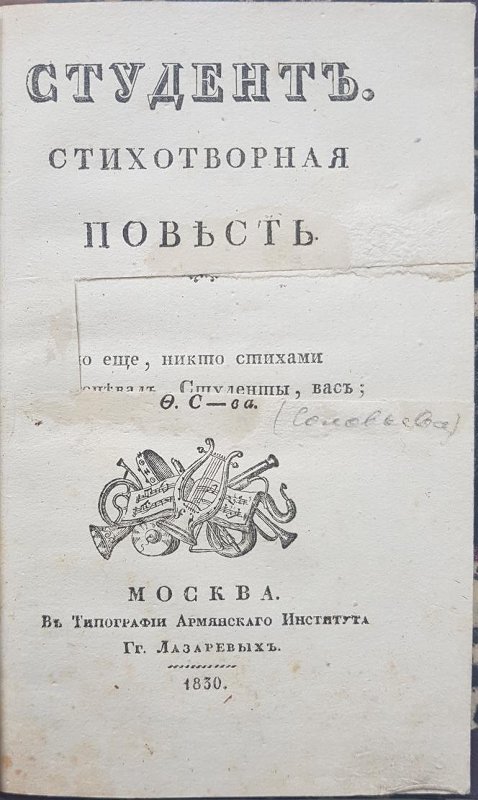 СТУДЕНТЪ.
СТИХОТВОРНАЯ
ПОВѢСТЬ
еще, никто стихами
Студенты, васъ;
Ѳ. С—ва.
(Соловьева)
МОСКВА.
Въ Типографіи Армянскаго Института
Гг. Лазаревыхъ.
1830.